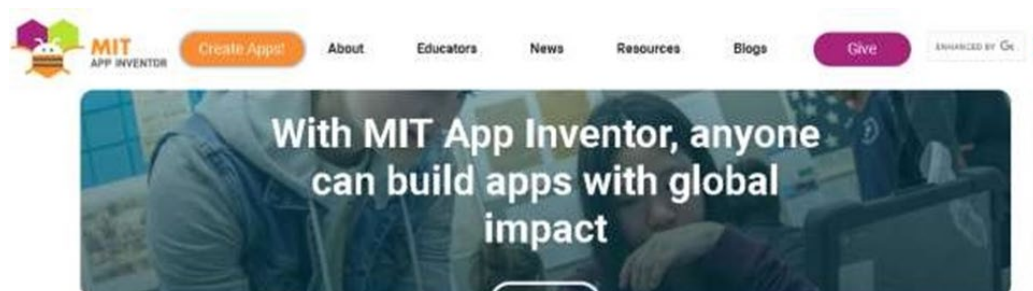 MIT
APP INVENTOR
Create Apps!
About
Educators
News
Resources
Blogs
Give
ENHANCED BY Go
With MIT App Inventor, anyone
can build apps with global
impact